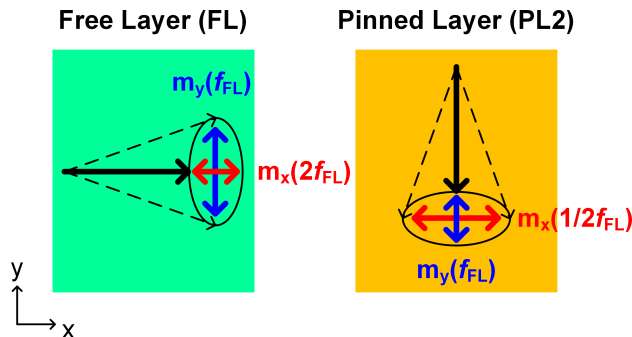 Free Layer (FL)
Pinned Layer (PL2)
my(fFL)
mx(2fFL)
mx(1/2fFL)
my(fFL)
y
x